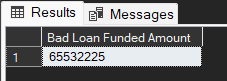 Results Messages
Bad Loan Funded Amount
1 65532225